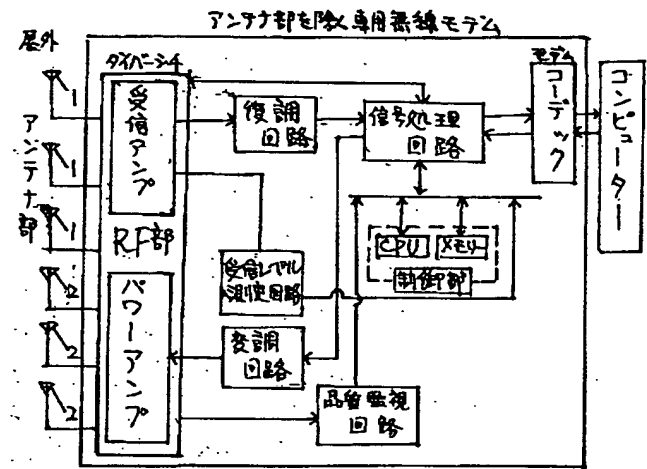 アンテナ部を除く専用無線モデム
屋外
アンテナ部
1
1
1
2
2
2
ダイバーシチ
受信アンプ
RF部
パワーアンプ
復調
回路
信号処理
回路
モデム
コーデック
コンピューター
CPU
メモリー
制御部
受信レベル
測定回路
変調
回路
品質監視
回路